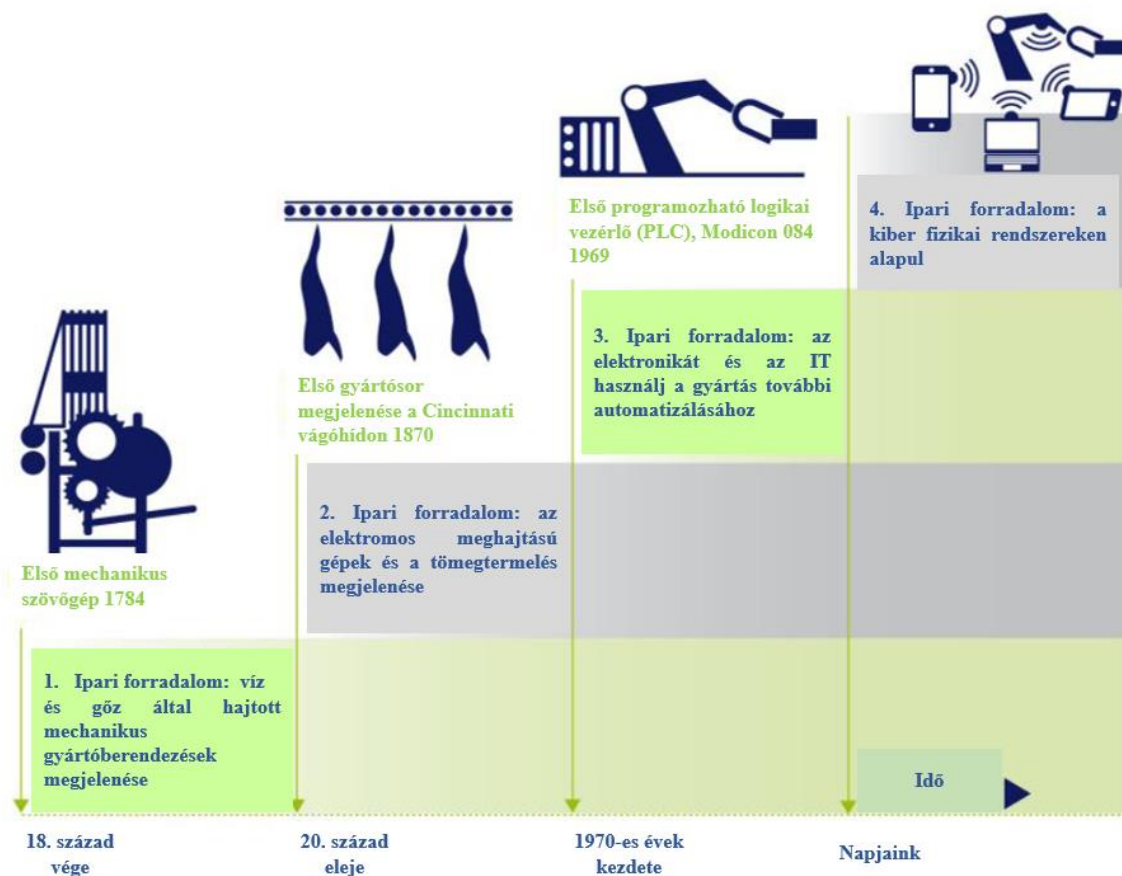 Első mechanikus
szövőgép 1784
1. Ipari forradalom: víz
és gőz által hajtott
mechanikus
gyártóberendezések
megjelenése
Első gyártósor
megjelenése a Cincinnati
vágóhídon 1870
2. Ipari forradalom: az
elektromos meghajtású
gépek és a tömegtermelés
megjelenése
Első programozható logikai
vezérlő (PLC), Modicon 084
1969
3. Ipari forradalom: az
elektronikát és az IT
használj a gyártás további
automatizálásához
4. Ipari forradalom: a
kiber fizikai rendszereken
alapul
Idő
18. század
vége
20. század
eleje
1970-es évek
kezdete
Napjaink